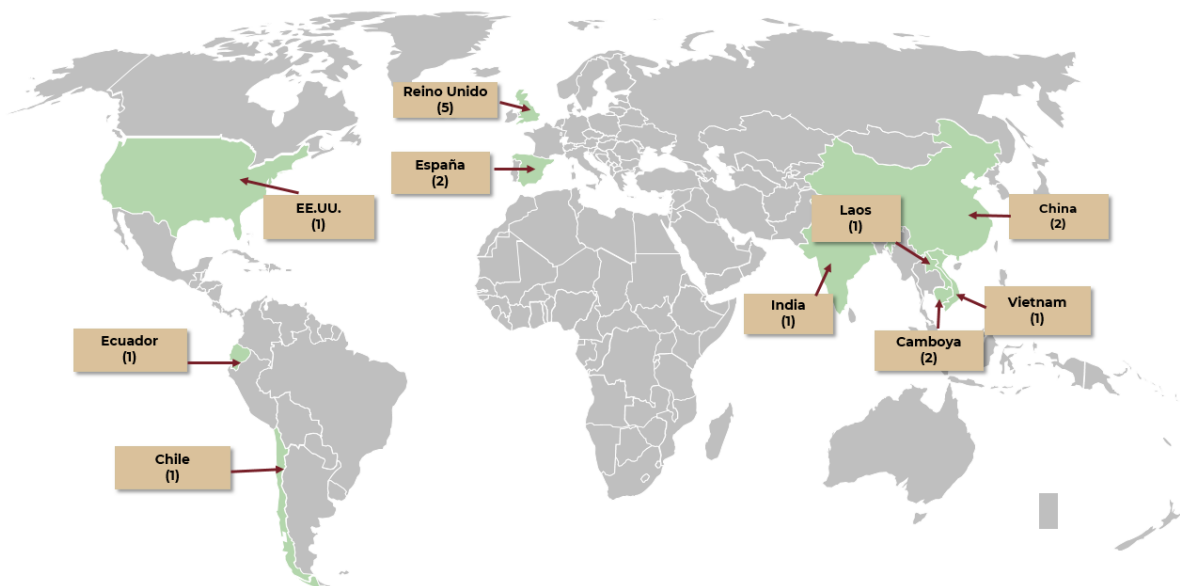 Reino Unido
(5)
España
(2)
EE.UU.
(1)
Laos
(1)
China
(2)
India
(1)
Vietnam
(1)
Camboya
(2)
Ecuador
(1)
Chile
(1)